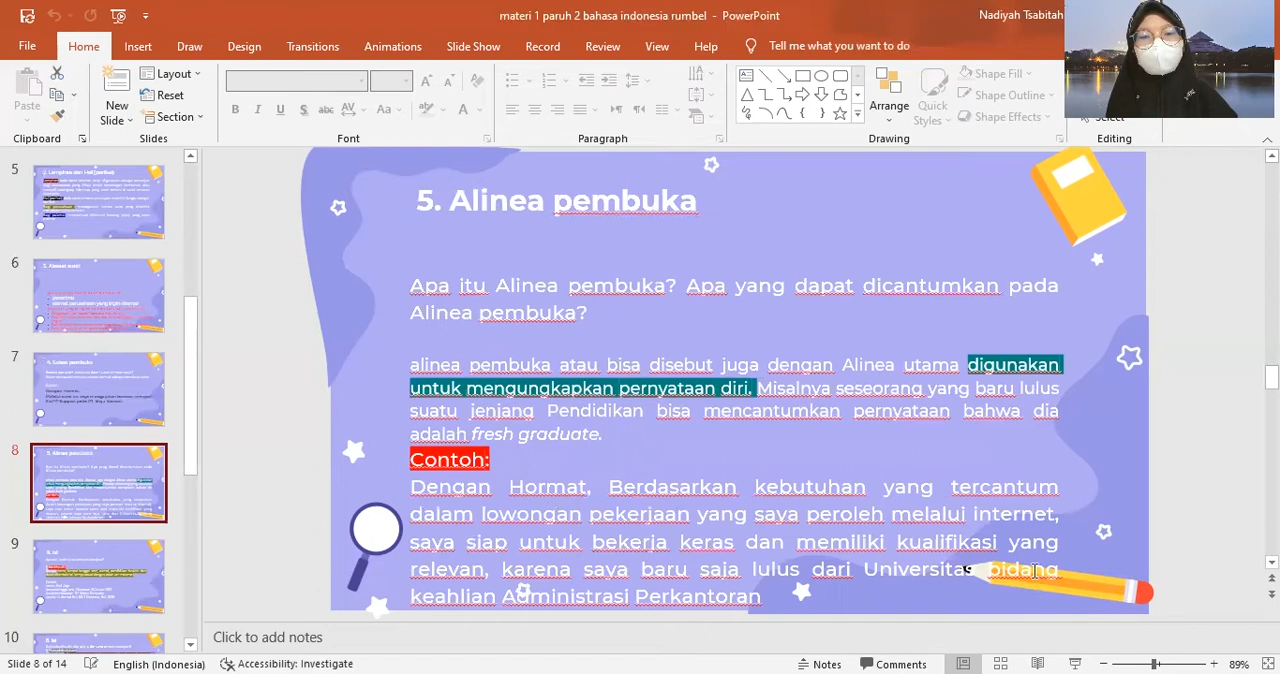 materi 1 paruh 2 bahasa indonesia rumbel - PowerPoint
Nadiyah Tsabitah
File Home Insert Draw Design Transitions Animations Slide Show Record Review View Help Tell me what you want to do
Paste
New
Slide
Layout
Reset
Section
B I U S abc AV Aa A
Arrange
Quick
Styles
Shape Fill
Shape Outline
Shape Effects
Select
Clipboard Slides Font Paragraph Drawing Editing
5
6
7
8
9
10
5. Alinea pembuka
Apa itu Alinea pembuka? Apa yang dapat dicantumkan pada
Alinea pembuka?
alinea pembuka atau bisa disebut juga dengan Alinea utama digunakan
untuk mengungkapkan pernyataan diri. Misalnya seseorang yang baru lulus
suatu jenjang Pendidikan bisa mencantumkan pernyataan bahwa dia
adalah fresh graduate.
Contoh:
Dengan Hormat, Berdasarkan kebutuhan yang tercantum
dalam lowongan pekerjaan yang saya peroleh melalui internet,
saya siap untuk bekerja keras dan memiliki kualifikasi yang
relevan, karena saya baru saja lulus dari Universitas bidang
keahlian Administrasi Perkantoran
Click to add notes
Slide 8 of 14 English (Indonesia) Accessibility: Investigate Notes Comments 89%